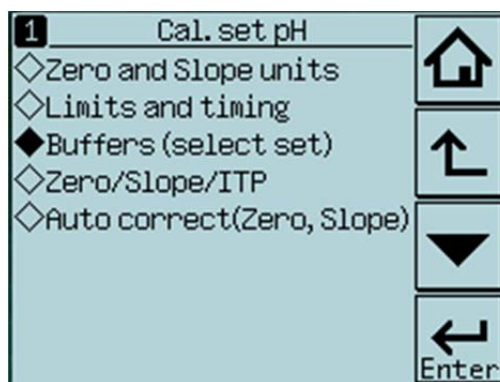 1 Cal. set pH
Zero and Slope units
Limits and timing
Buffers (select set)
Zero/Slope/ITP
Auto correct(Zero, Slope)
Enter